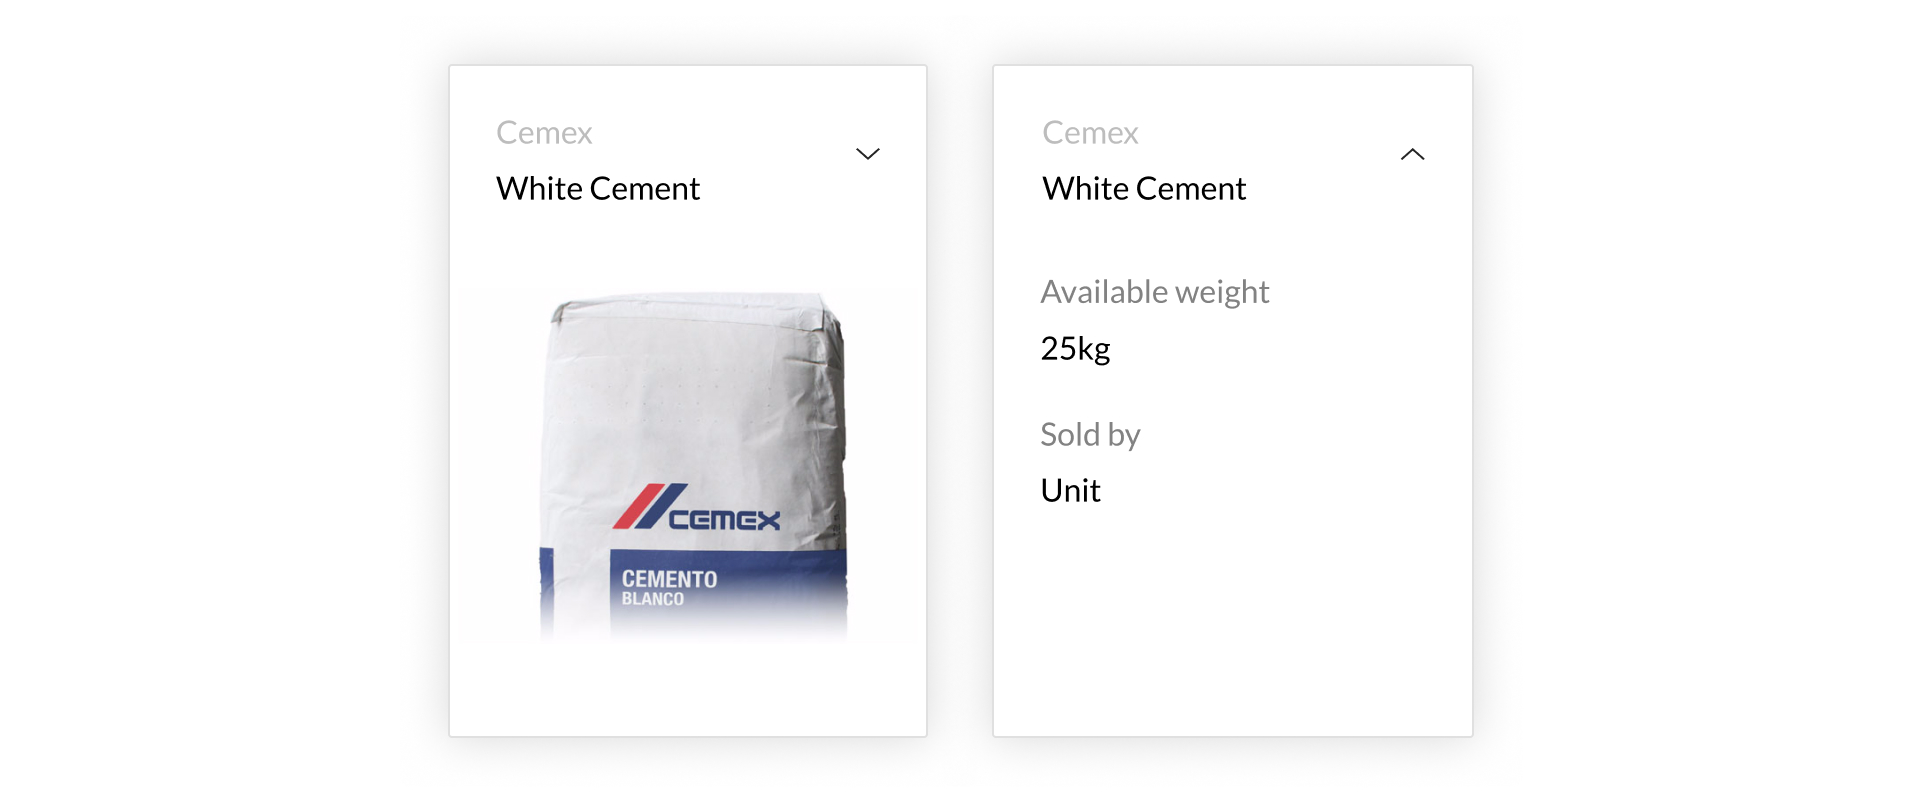 Cemex
White Cement
CEMEX
CEMENTO
BLANCO
Cemex
White Cement
Available weight
25kg
Sold by
Unit